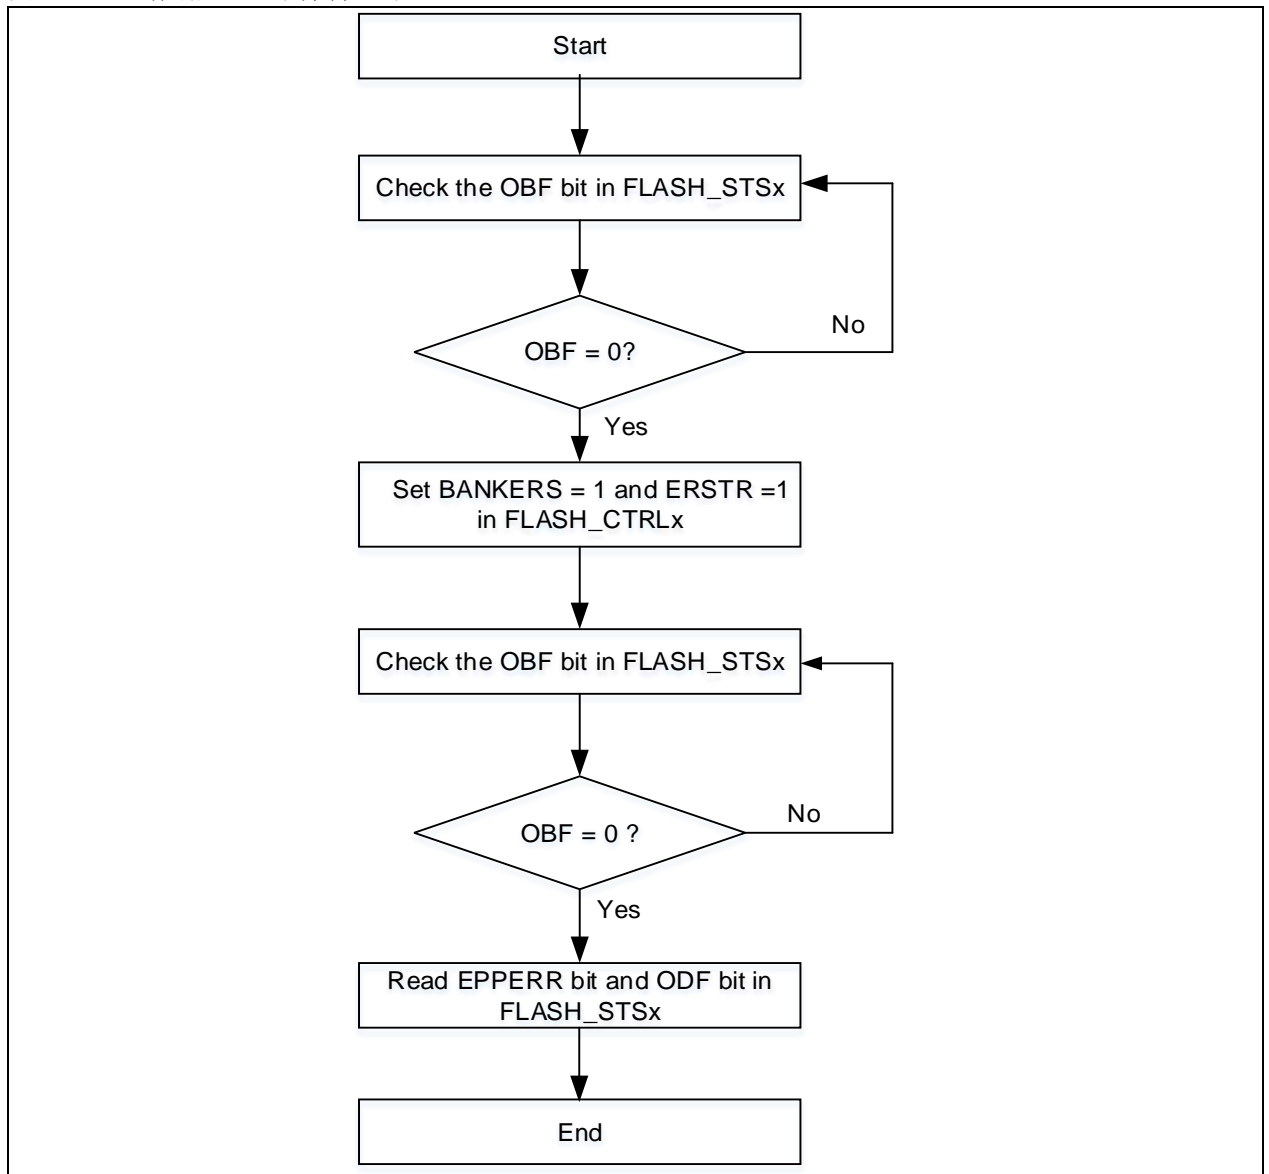 Start
Check the OBF bit in FLASH_STSx
No
OBF = 0?
Yes
Set BANKERS = 1 and ERSTR =1
in FLASH_CTRLx
Check the OBF bit in FLASH_STSx
No
OBF = 0 ?
Yes
Read EPPERR bit and ODF bit in
FLASH_STSx
End